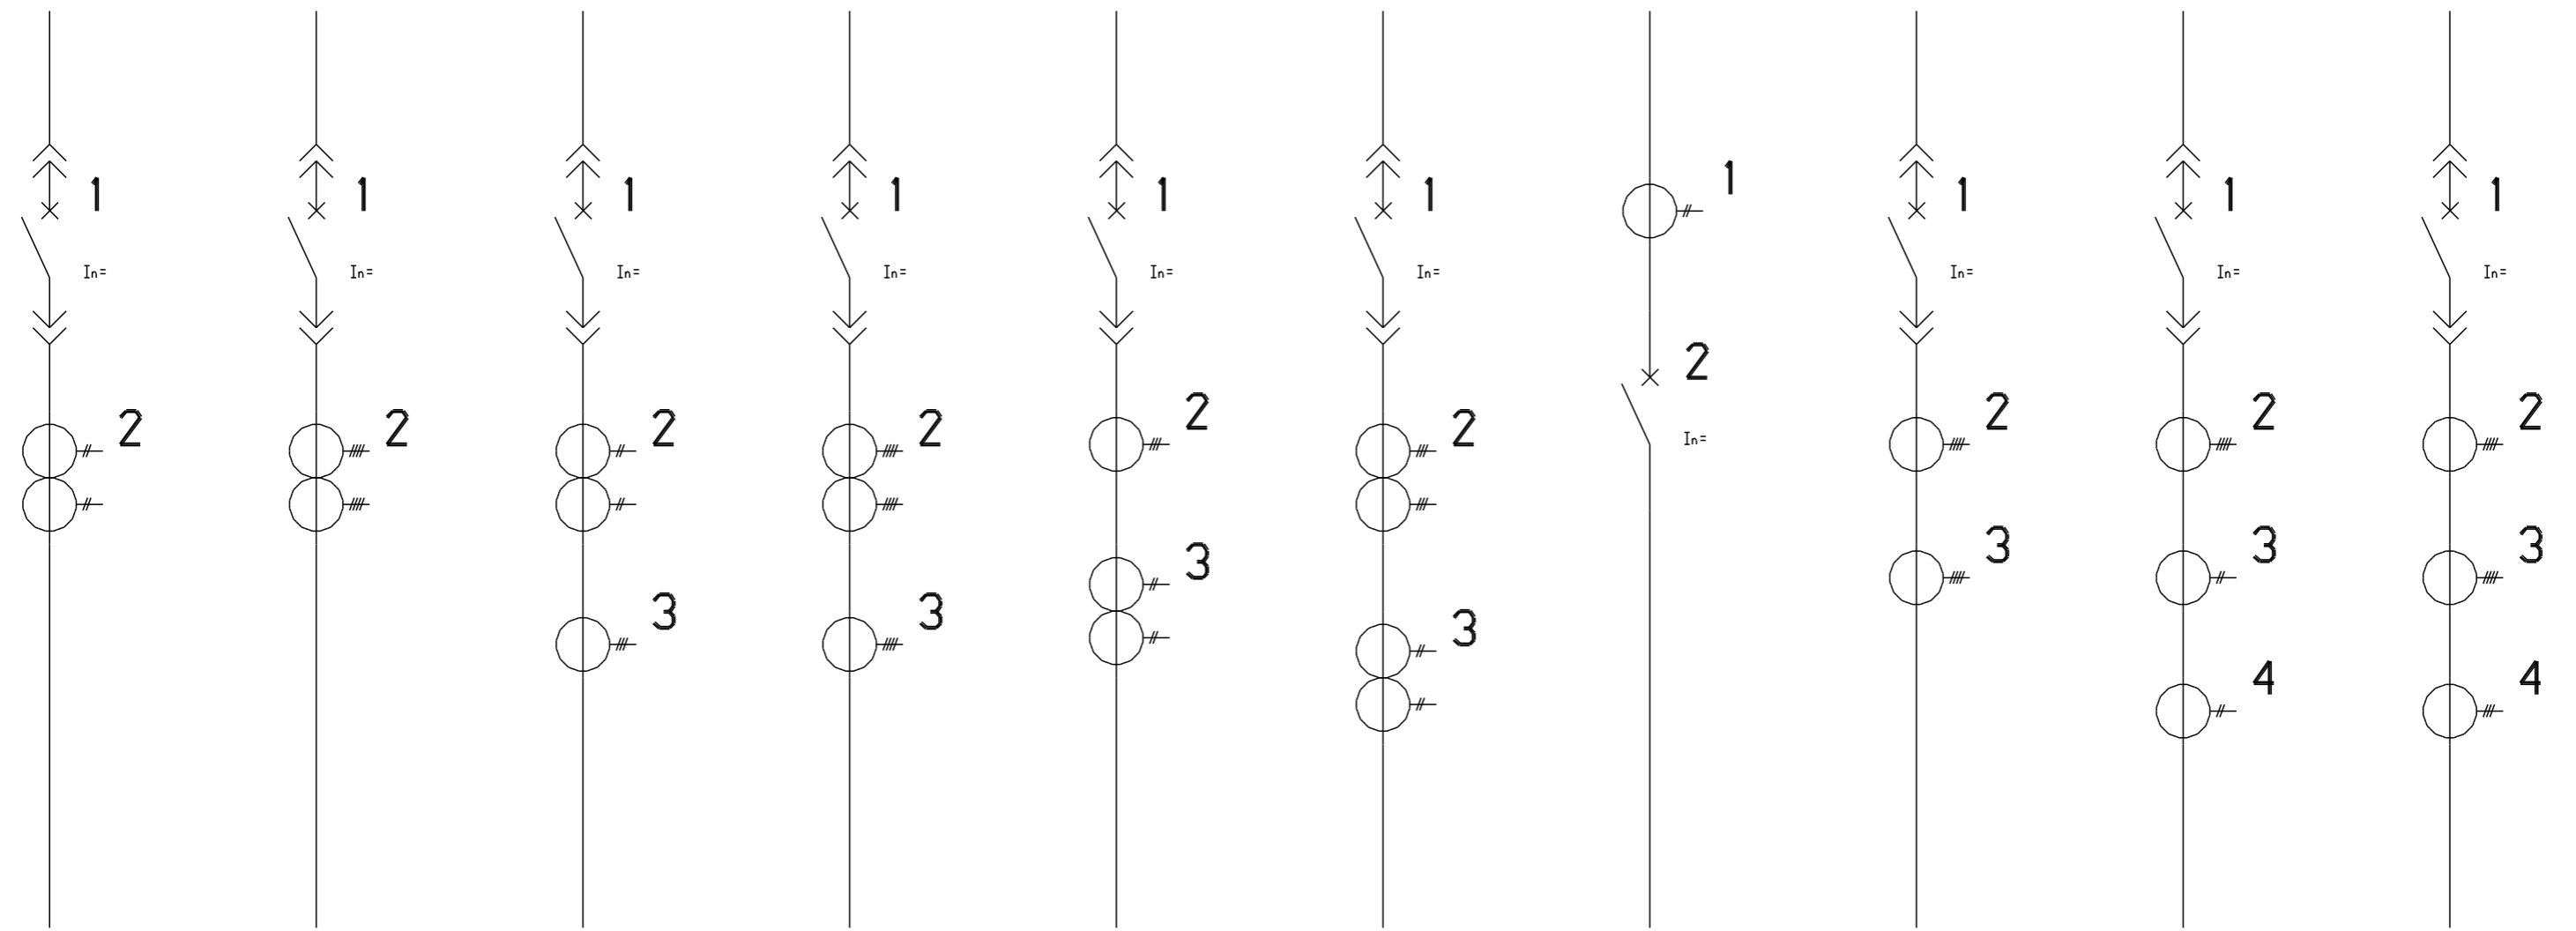 1 1 1 1 1 1 1 1 1 1
In= In= In= In= In= In= In= In= In=
2
In=
2 2 2 2 2 2 2 2 2
3 3 3 3 3 3 3
4 4